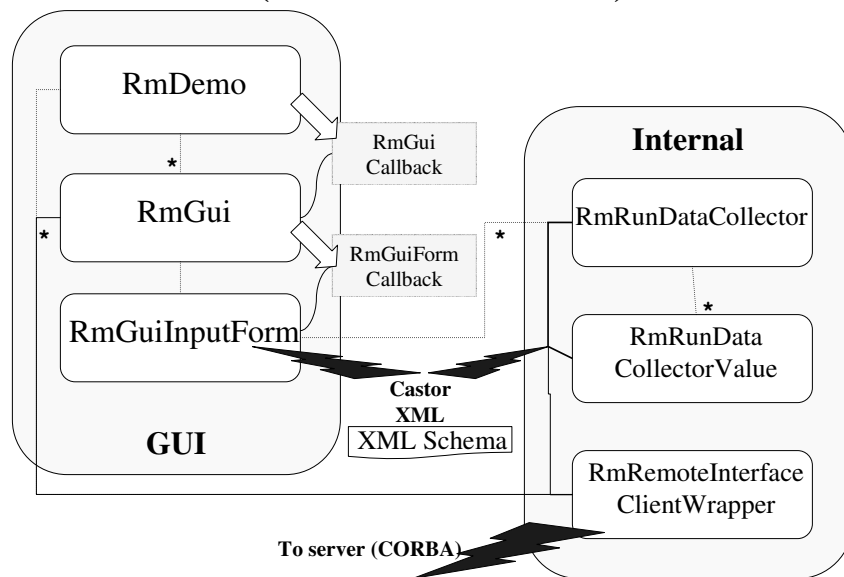 RmDemo
*
RmGui
Callback
Internal
RmGui
*
RmRunDataCollector
*
RmGuiForm
Callback
*
RmGuiInputForm
RmRunData
CollectorValue
Castor
XML
XML Schema
GUI
RmRemoteInterface
ClientWrapper
To server (CORBA)